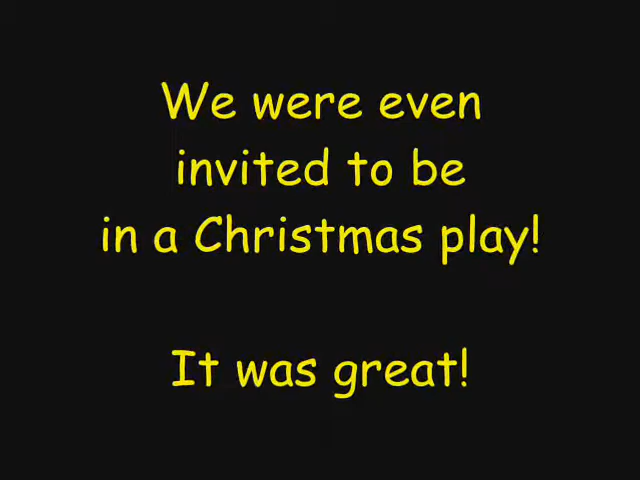 We were even
invited to be
in a Christmas play!
It was great!